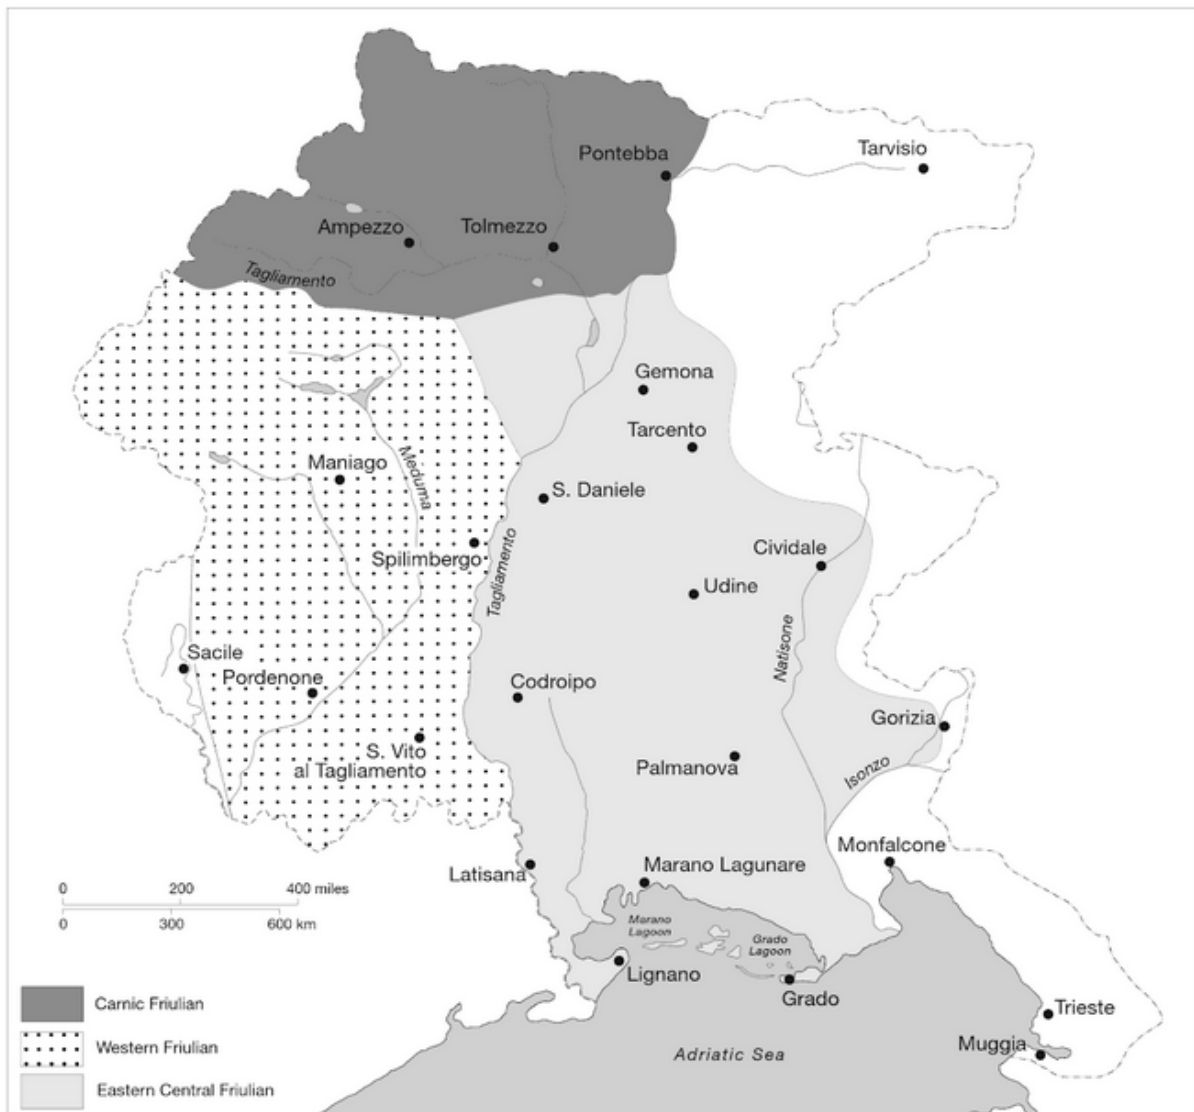 Pontebba
Tarvisio
Ampezzo
Tolmezzo
Tagliamento
Gemona
Tarcento
Maniago
Meduma
S. Daniele
Spilimbergo
Tagliamento
Cividale
Udine
Natisone
Sacile
Pordenone
Codroipo
Gorizia
S. Vito
al Tagliamento
Palmanova
Isonzo
Monfalcone
Latisana
Marano Lagunare
0 200 400 miles
0 300 600 km
Marano
Lagoon
Grado
Lagoon
Lignano
Grado
Trieste
Muggia
Adriatic Sea
Carnic Friulian
Western Friulian
Eastern Central Friulian